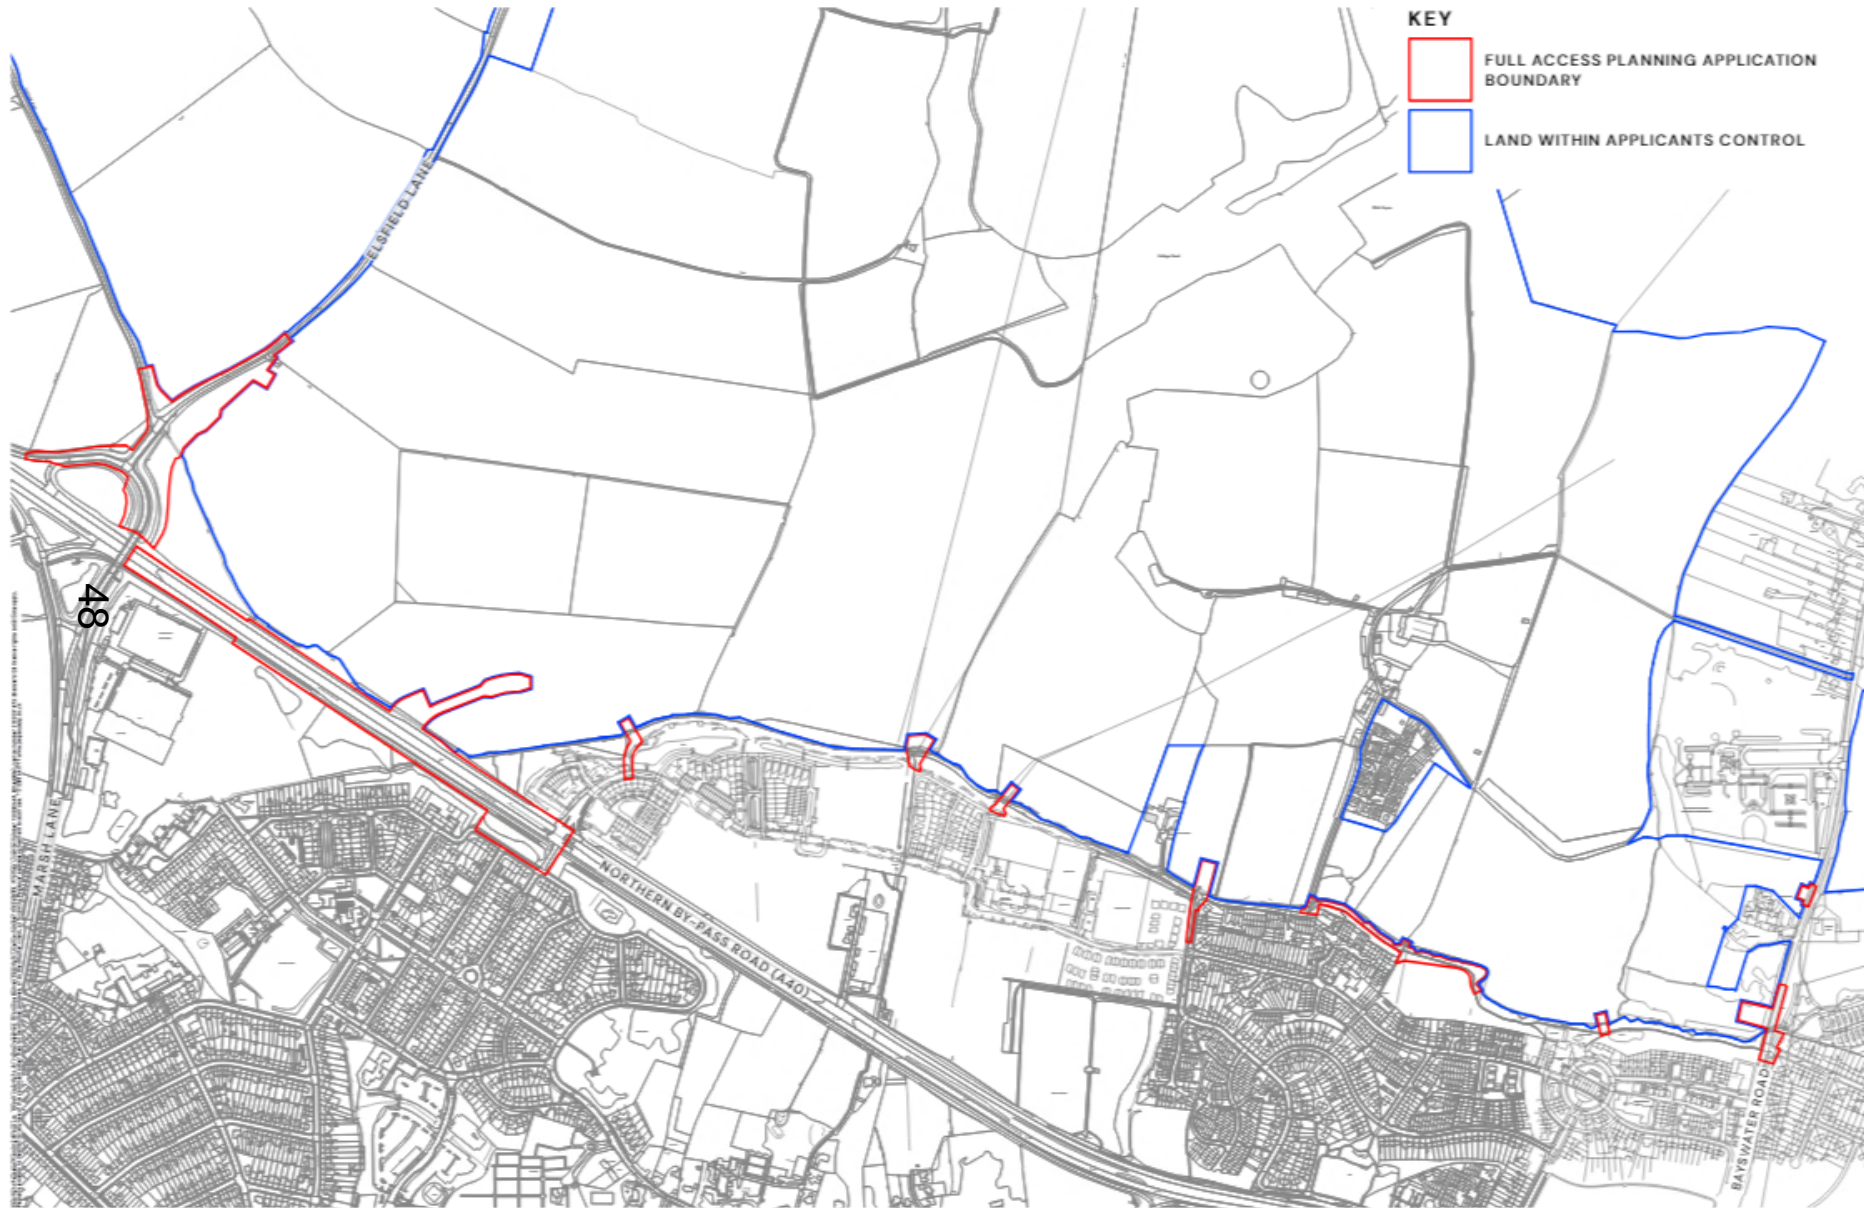 KEY
FULL ACCESS PLANNING APPLICATION
BOUNDARY
LAND WITHIN APPLICANTS CONTROL
ELSFIELD LANE
48
MARSH LANE
NORTHERN BY-PASS ROAD (A40)
BAYSWATER ROAD